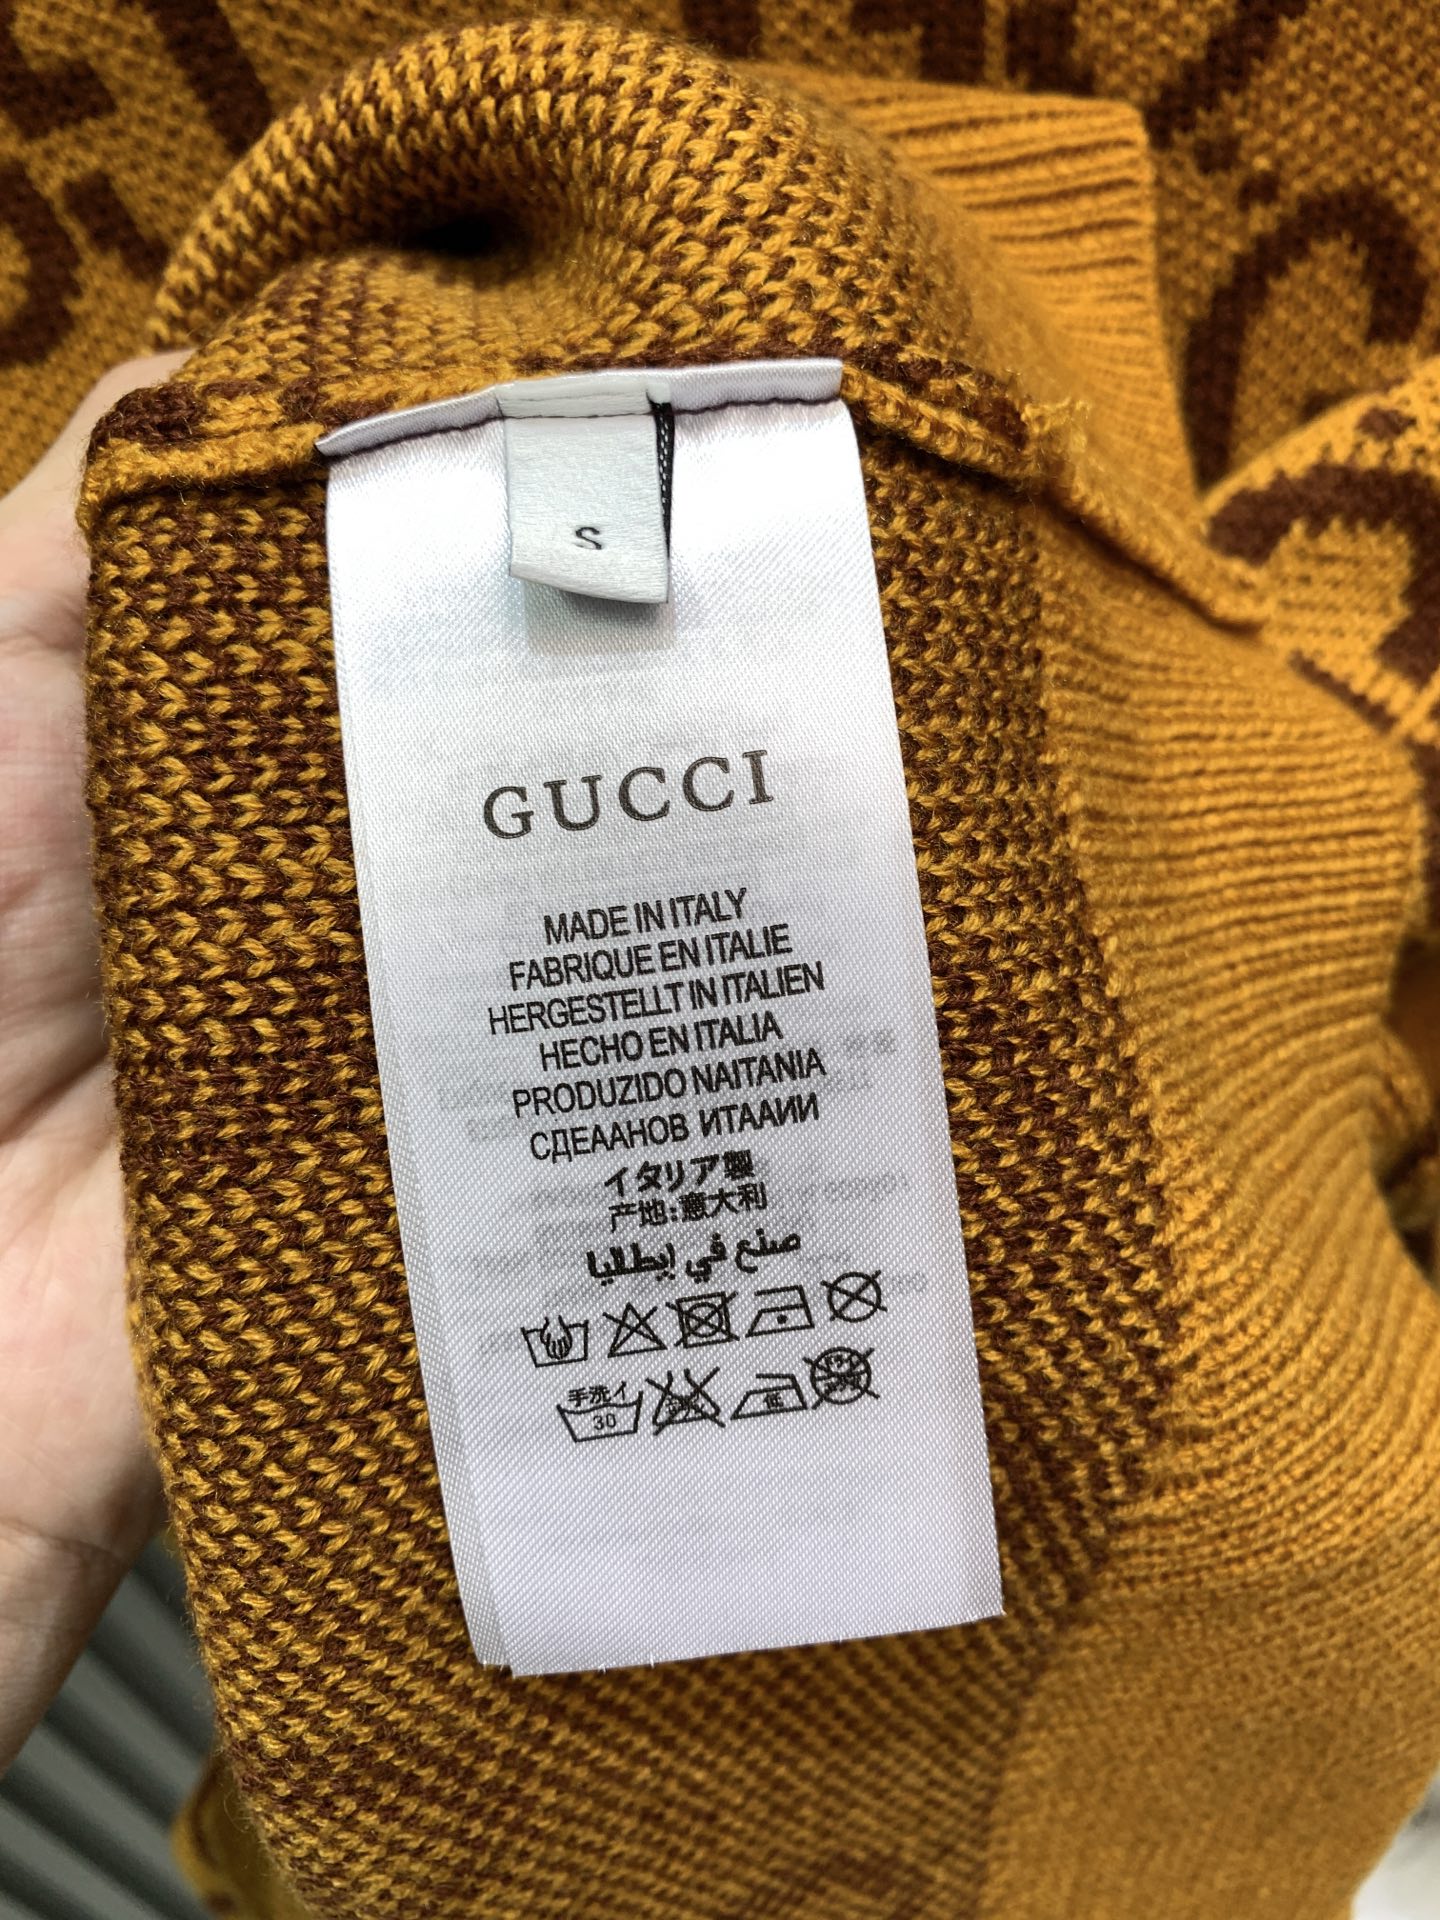 S
GUCCI
MADE IN ITALY
FABRIQUE EN ITALIE
HERGESTELLT IN ITALIEN
HECHO EN ITALIA
PRODUZIDO NAITANIA
СДЕААНОВ ИТААИИ
イタリア製
产地:意大利
صنع في إيطاليا
手洗イ
30
低